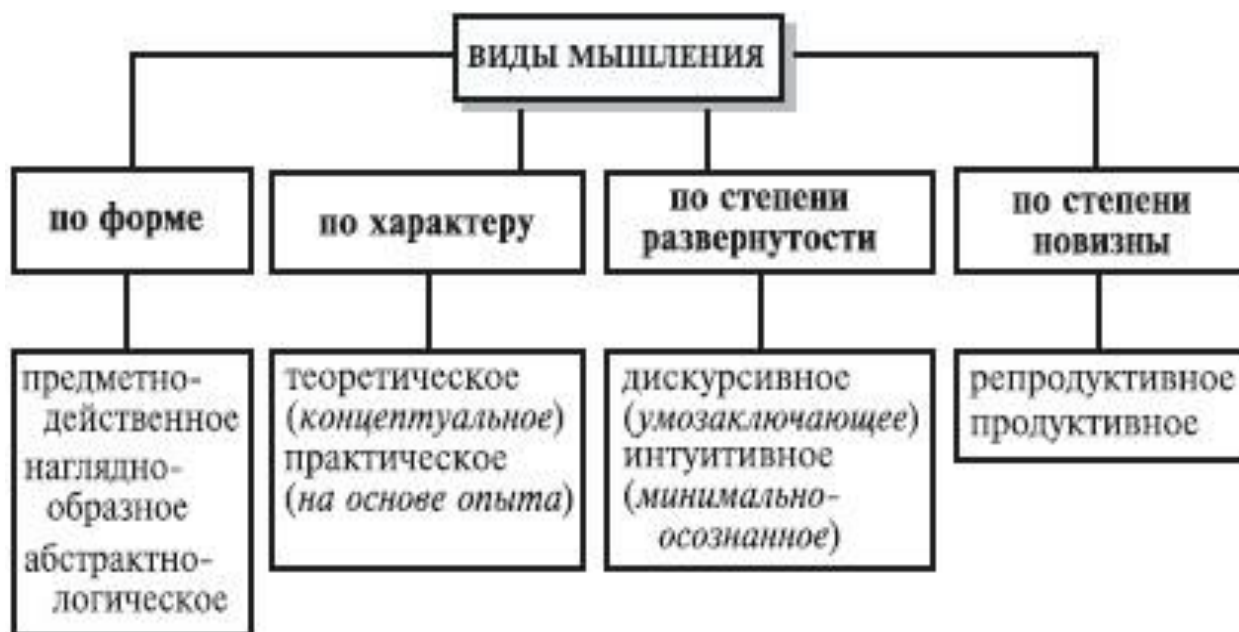 ВИДЫ МЫШЛЕНИЯ
по форме
по характеру
по степени
развернутости
по степени
новизны
предметно-
действенное
наглядно-
образное
абстрактно-
логическое
теоретическое
(концептуальное)
практическое
(на основе опыта)
дискурсивное
(умозаключающее)
интуитивное
(минимально-
осознанное)
репродуктивное
продуктивное